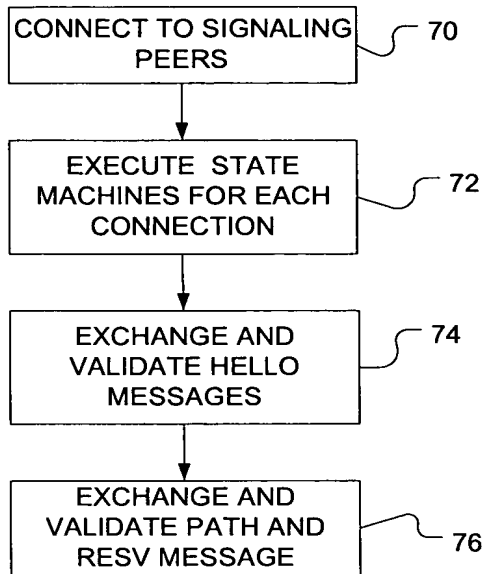 CONNECT TO SIGNALING
PEERS
70
EXECUTE STATE
MACHINES FOR EACH
CONNECTION
72
EXCHANGE AND
VALIDATE HELLO
MESSAGES
74
EXCHANGE AND
VALIDATE PATH AND
RESV MESSAGE
76